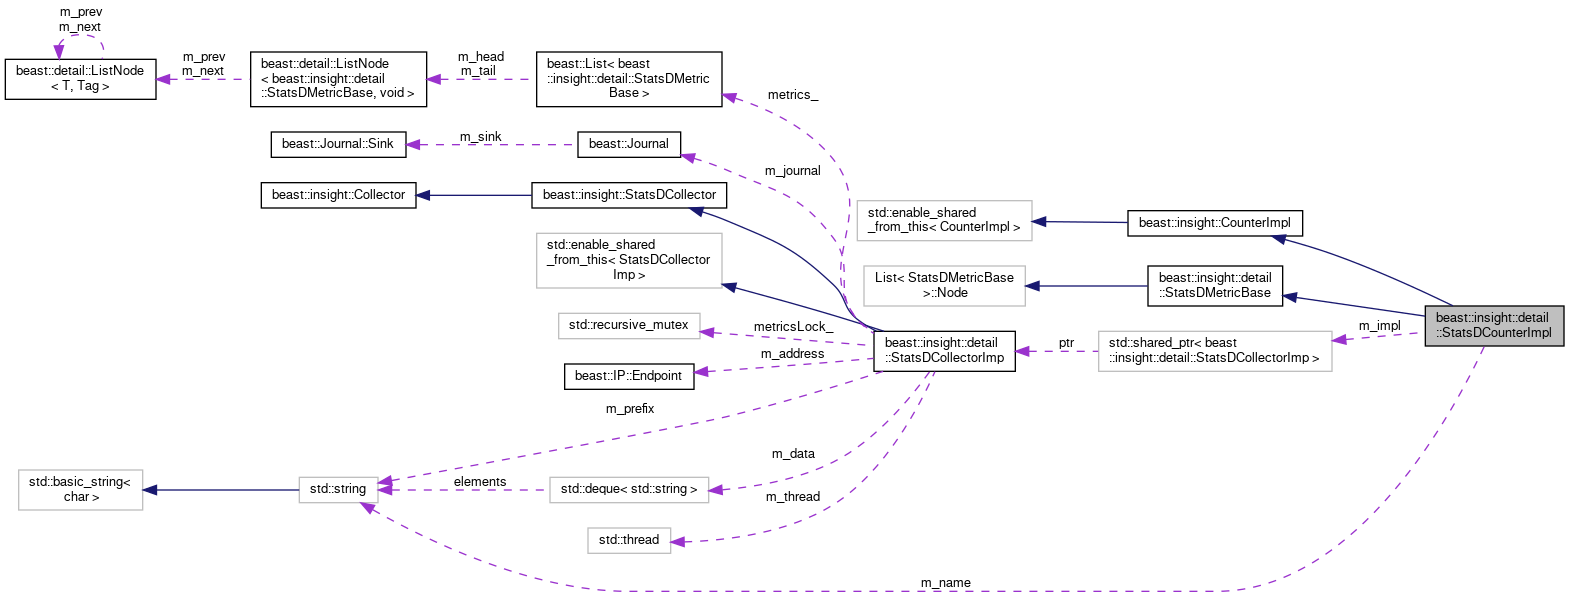 m_prev
m_next
beast::detail::ListNode
< T, Tag >
m_prev
m_next
beast::detail::ListNode
< beast::insight::detail
::StatsDMetricBase, void >
m_head
m_tail
beast::List< beast
::insight::detail::StatsDMetric
Base >
metrics_
beast::Journal::Sink
m_sink
beast::Journal
m_journal
beast::insight::Collector
beast::insight::StatsDCollector
std::enable_shared
_from_this< CounterImpl >
beast::insight::CounterImpl
std::enable_shared
_from_this< StatsDCollector
Imp >
List< StatsDMetricBase
>::Node
beast::insight::detail
::StatsDMetricBase
std::recursive_mutex
metricsLock_
beast::insight::detail
::StatsDCollectorImp
ptr
std::shared_ptr< beast
::insight::detail::StatsDCollectorImp >
m_impl
beast::insight::detail
::StatsDCounterImpl
beast::IP::Endpoint
m_address
m_prefix
m_data
std::basic_string<
char >
std::string
elements
std::deque< std::string >
m_thread
std::thread
m_name